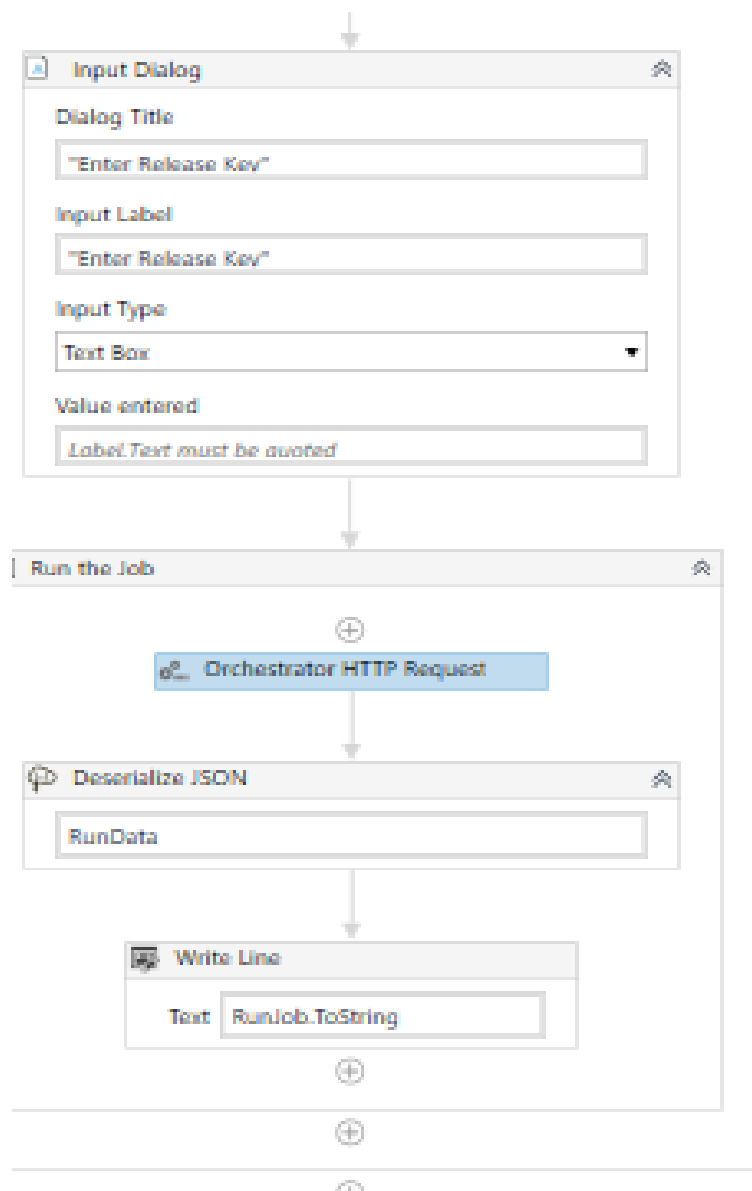 Input Dialog
Dialog Title
"Enter Release Key"
Input Label
"Enter Release Key"
Input Type
Text Box
Value entered
Label.Text must be quoted
Run the Job
Orchestrator HTTP Request
Deserialize JSON
RunData
Write Line
Text RunJob.ToString